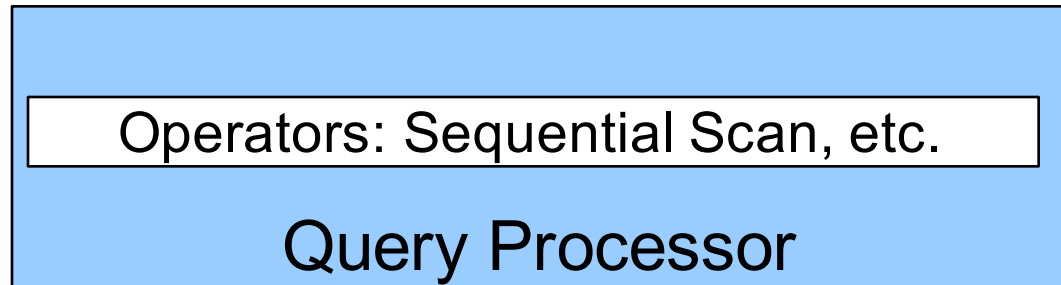 Operators: Sequential Scan, etc.
Query Processor